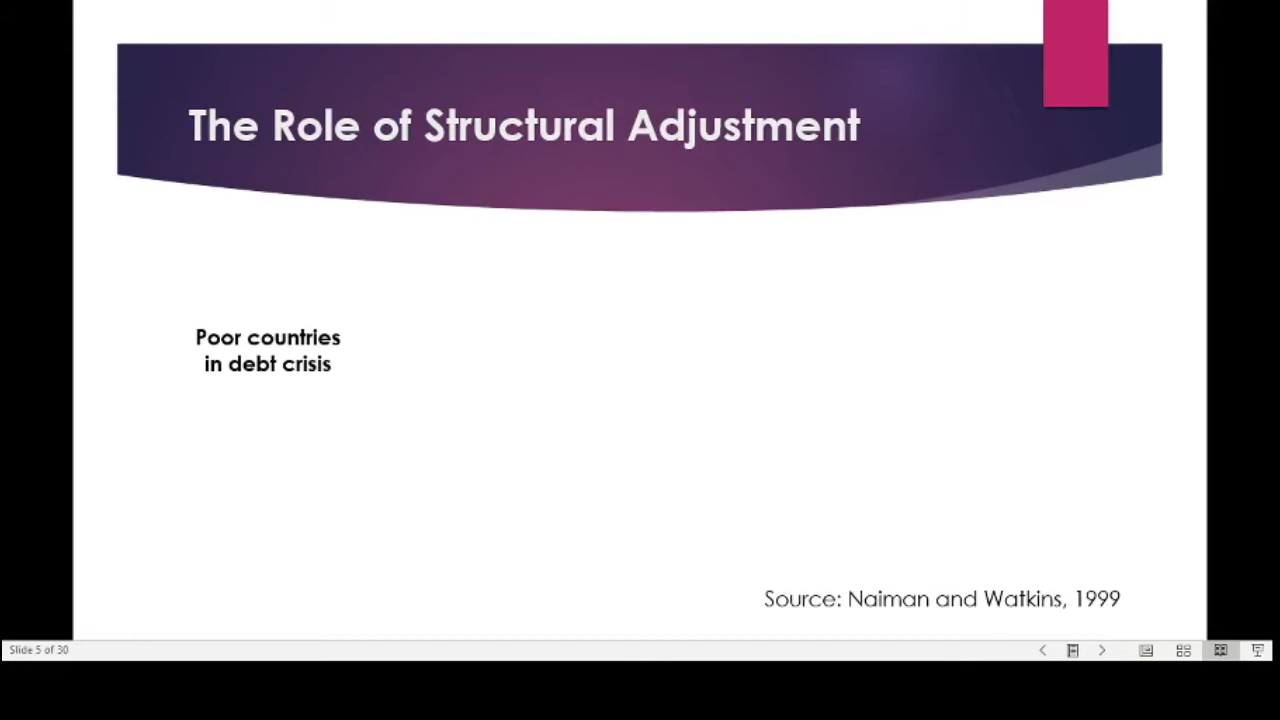 The Role of Structural Adjustment
Poor countries
in debt crisis
Source: Naiman and Watkins, 1999
Slide 5 of 30